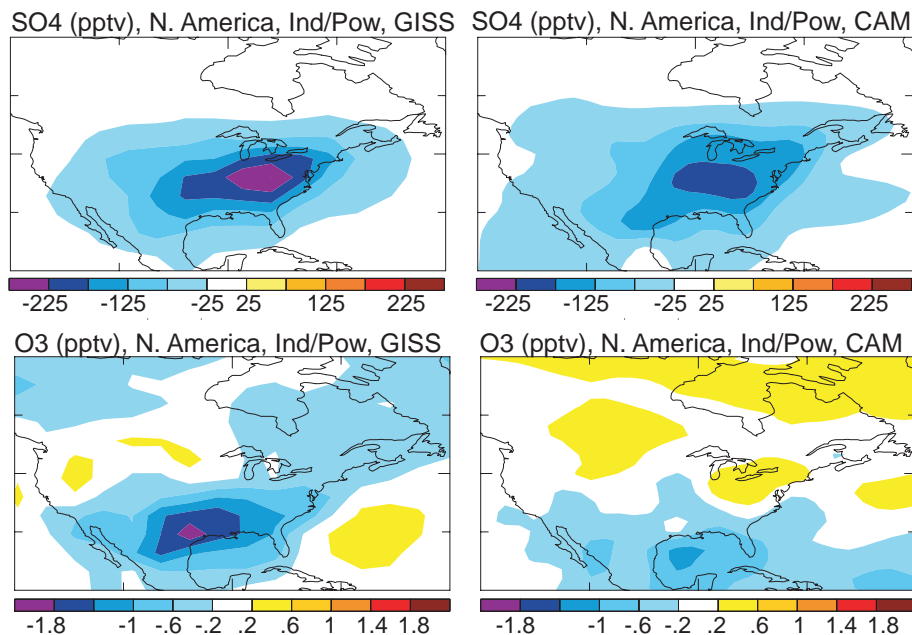 SO4 (pptv), N. America, Ind/Pow, GISS
SO4 (pptv), N. America, Ind/Pow, CAM
-225 -125 -25 25 125 225
-225 -125 -25 25 125 225
O3 (pptv), N. America, Ind/Pow, GISS
O3 (pptv), N. America, Ind/Pow, CAM
-1.8 -1 -.6 -.2 .2 .6 1 1.4 1.8
-1.8 -1 -.6 -.2 .2 .6 1 1.4 1.8